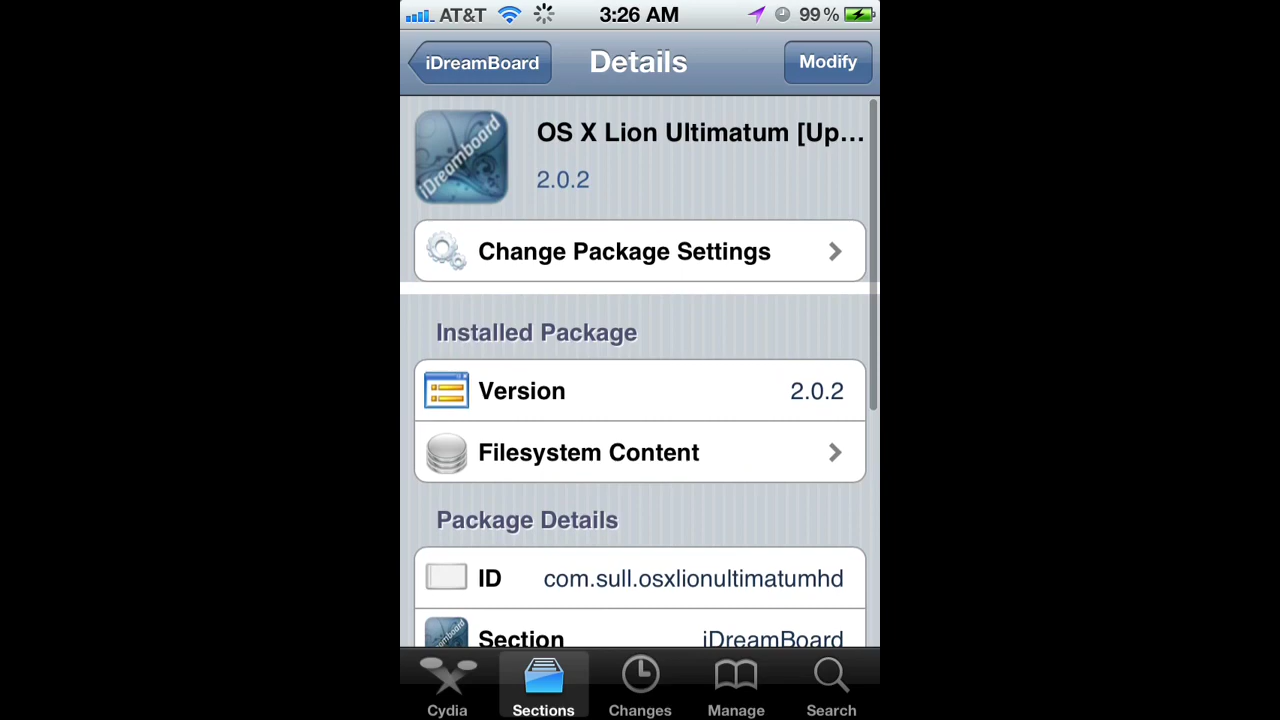 AT&T 3:26 AM 99%
iDreamBoard Details Modify
iDreamboard
OS X Lion Ultimatum [Up...
2.0.2
Change Package Settings
Installed Package
Version 2.0.2
Filesystem Content
Package Details
ID com.sull.osxlionultimatumhd
Section iDreamBoard
Cydia Sections Changes Manage Search